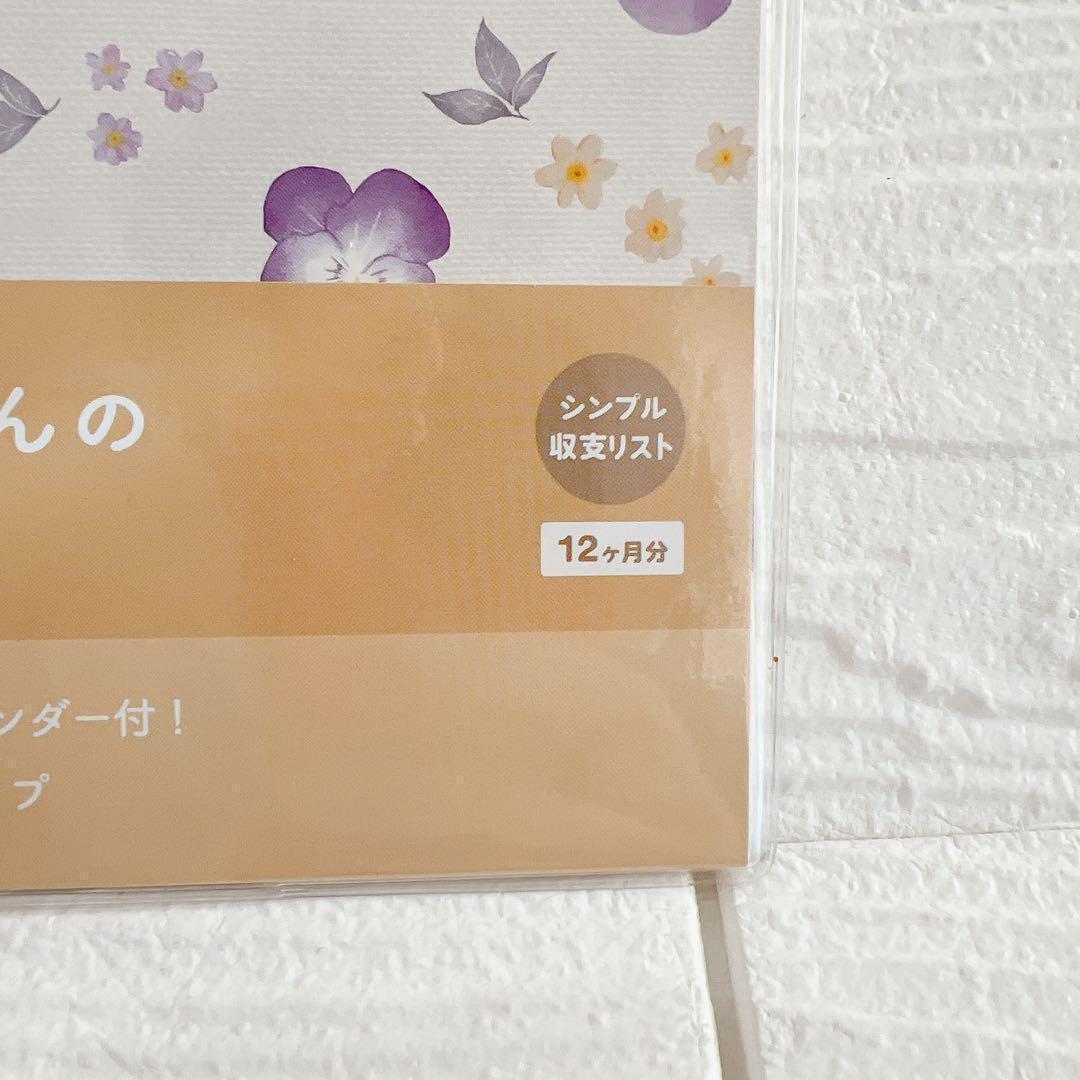 んの
シンプル
収支リスト
12ヶ月分
ンダー付！
プ